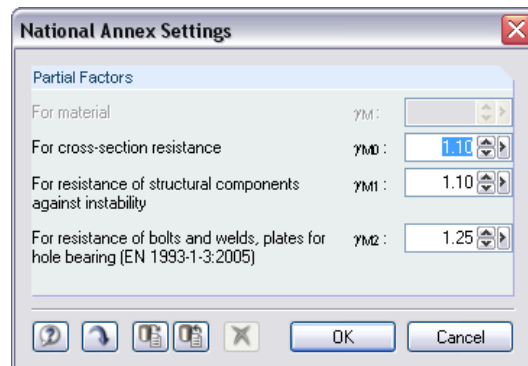 National Annex Settings
Partial Factors
For material γM :
For cross-section resistance γM0 : 1.10
For resistance of structural components
against instability γM1 : 1.10
For resistance of bolts and welds, plates for
hole bearing (EN 1993-1-3:2005) γM2 : 1.25
OK Cancel